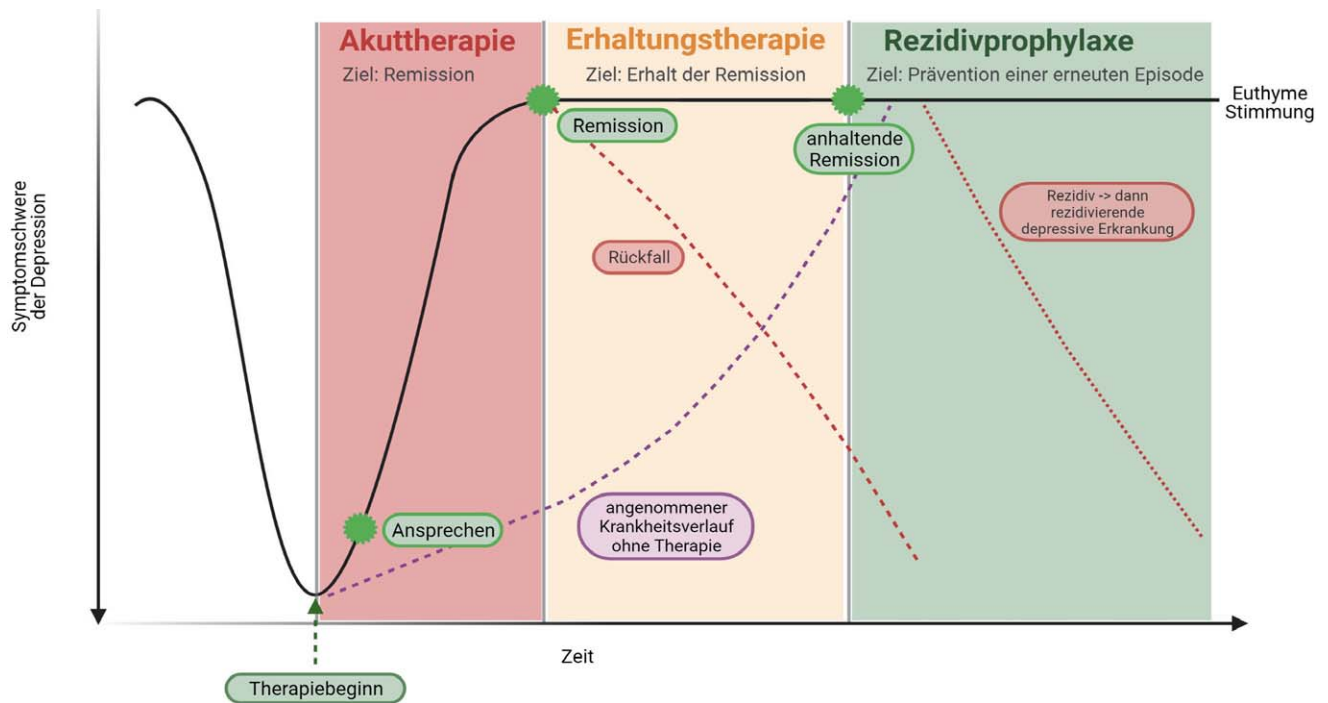 Akuttherapie
Ziel: Remission
Erhaltungstherapie
Ziel: Erhalt der Remission
Rezidivprophylaxe
Ziel: Prävention einer erneuten Episode
Euthyme
Stimmung
Remission
anhaltende
Remission
Rezidiv -> dann
rezidivierende
depressive Erkrankung
Rückfall
Symptomschwere
der Depression
Ansprechen
angenommener
Krankheitsverlauf
ohne Therapie
Zeit
Therapiebeginn